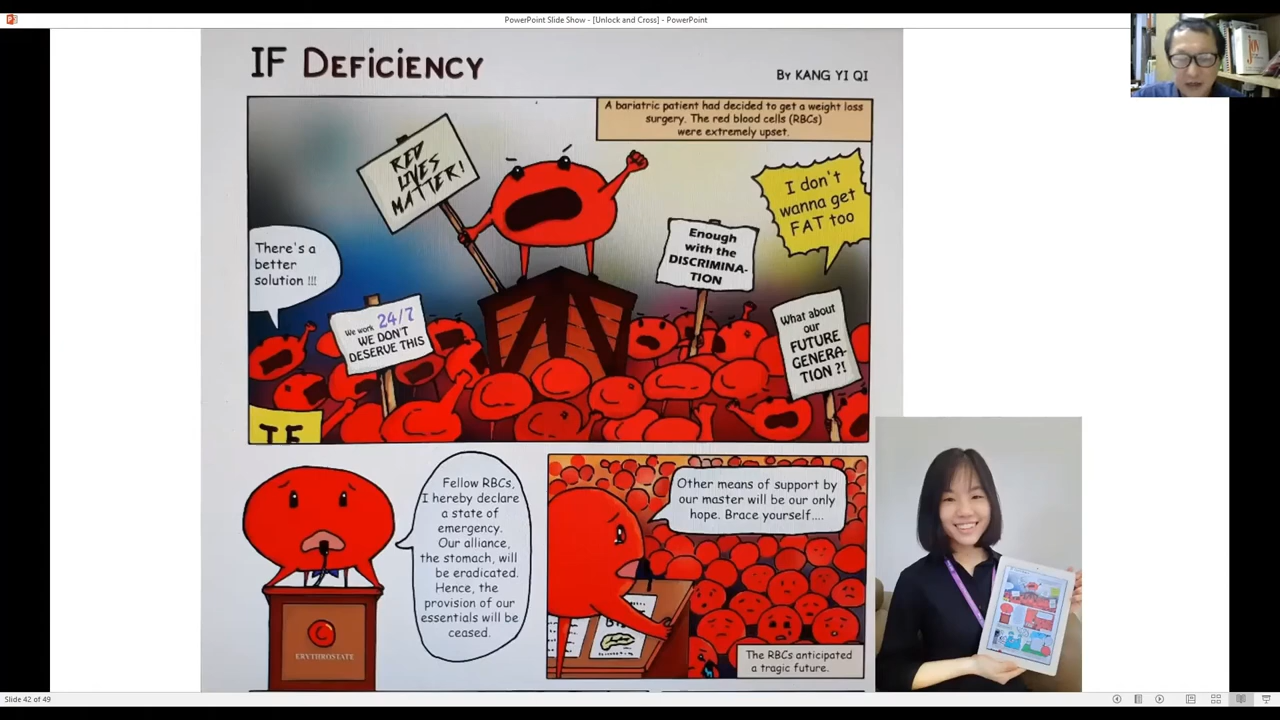 PowerPoint Slide Show - [Unlock and Cross] - PowerPoint
IF DEFiCiENCY
BY KANG YI QI
A bariatric patient had decided to get a weight loss
surgery. The red blood cells (RBCs)
were extremely upset.
RED
LIVES
MATTER!
I don't
wanna get
FAT too
There's a
better
solution !!!
Enough
with the
DISCRIMINA-
TION
We work 24/7
WE DON'T
DESERVE THIS
What about
our
FUTURE
GENERA-
TION ?!
IF
Fellow RBCs,
I hereby declare
a state of
emergency.
Our alliance,
the stomach, will
be eradicated.
Hence, the
provision of our
essentials will be
ceased.
ERYTHROSTATE
Other means of support by
our master will be our only
hope. Brace yourself....
The RBCs anticipated
a tragic future.
Slide 42 of 49